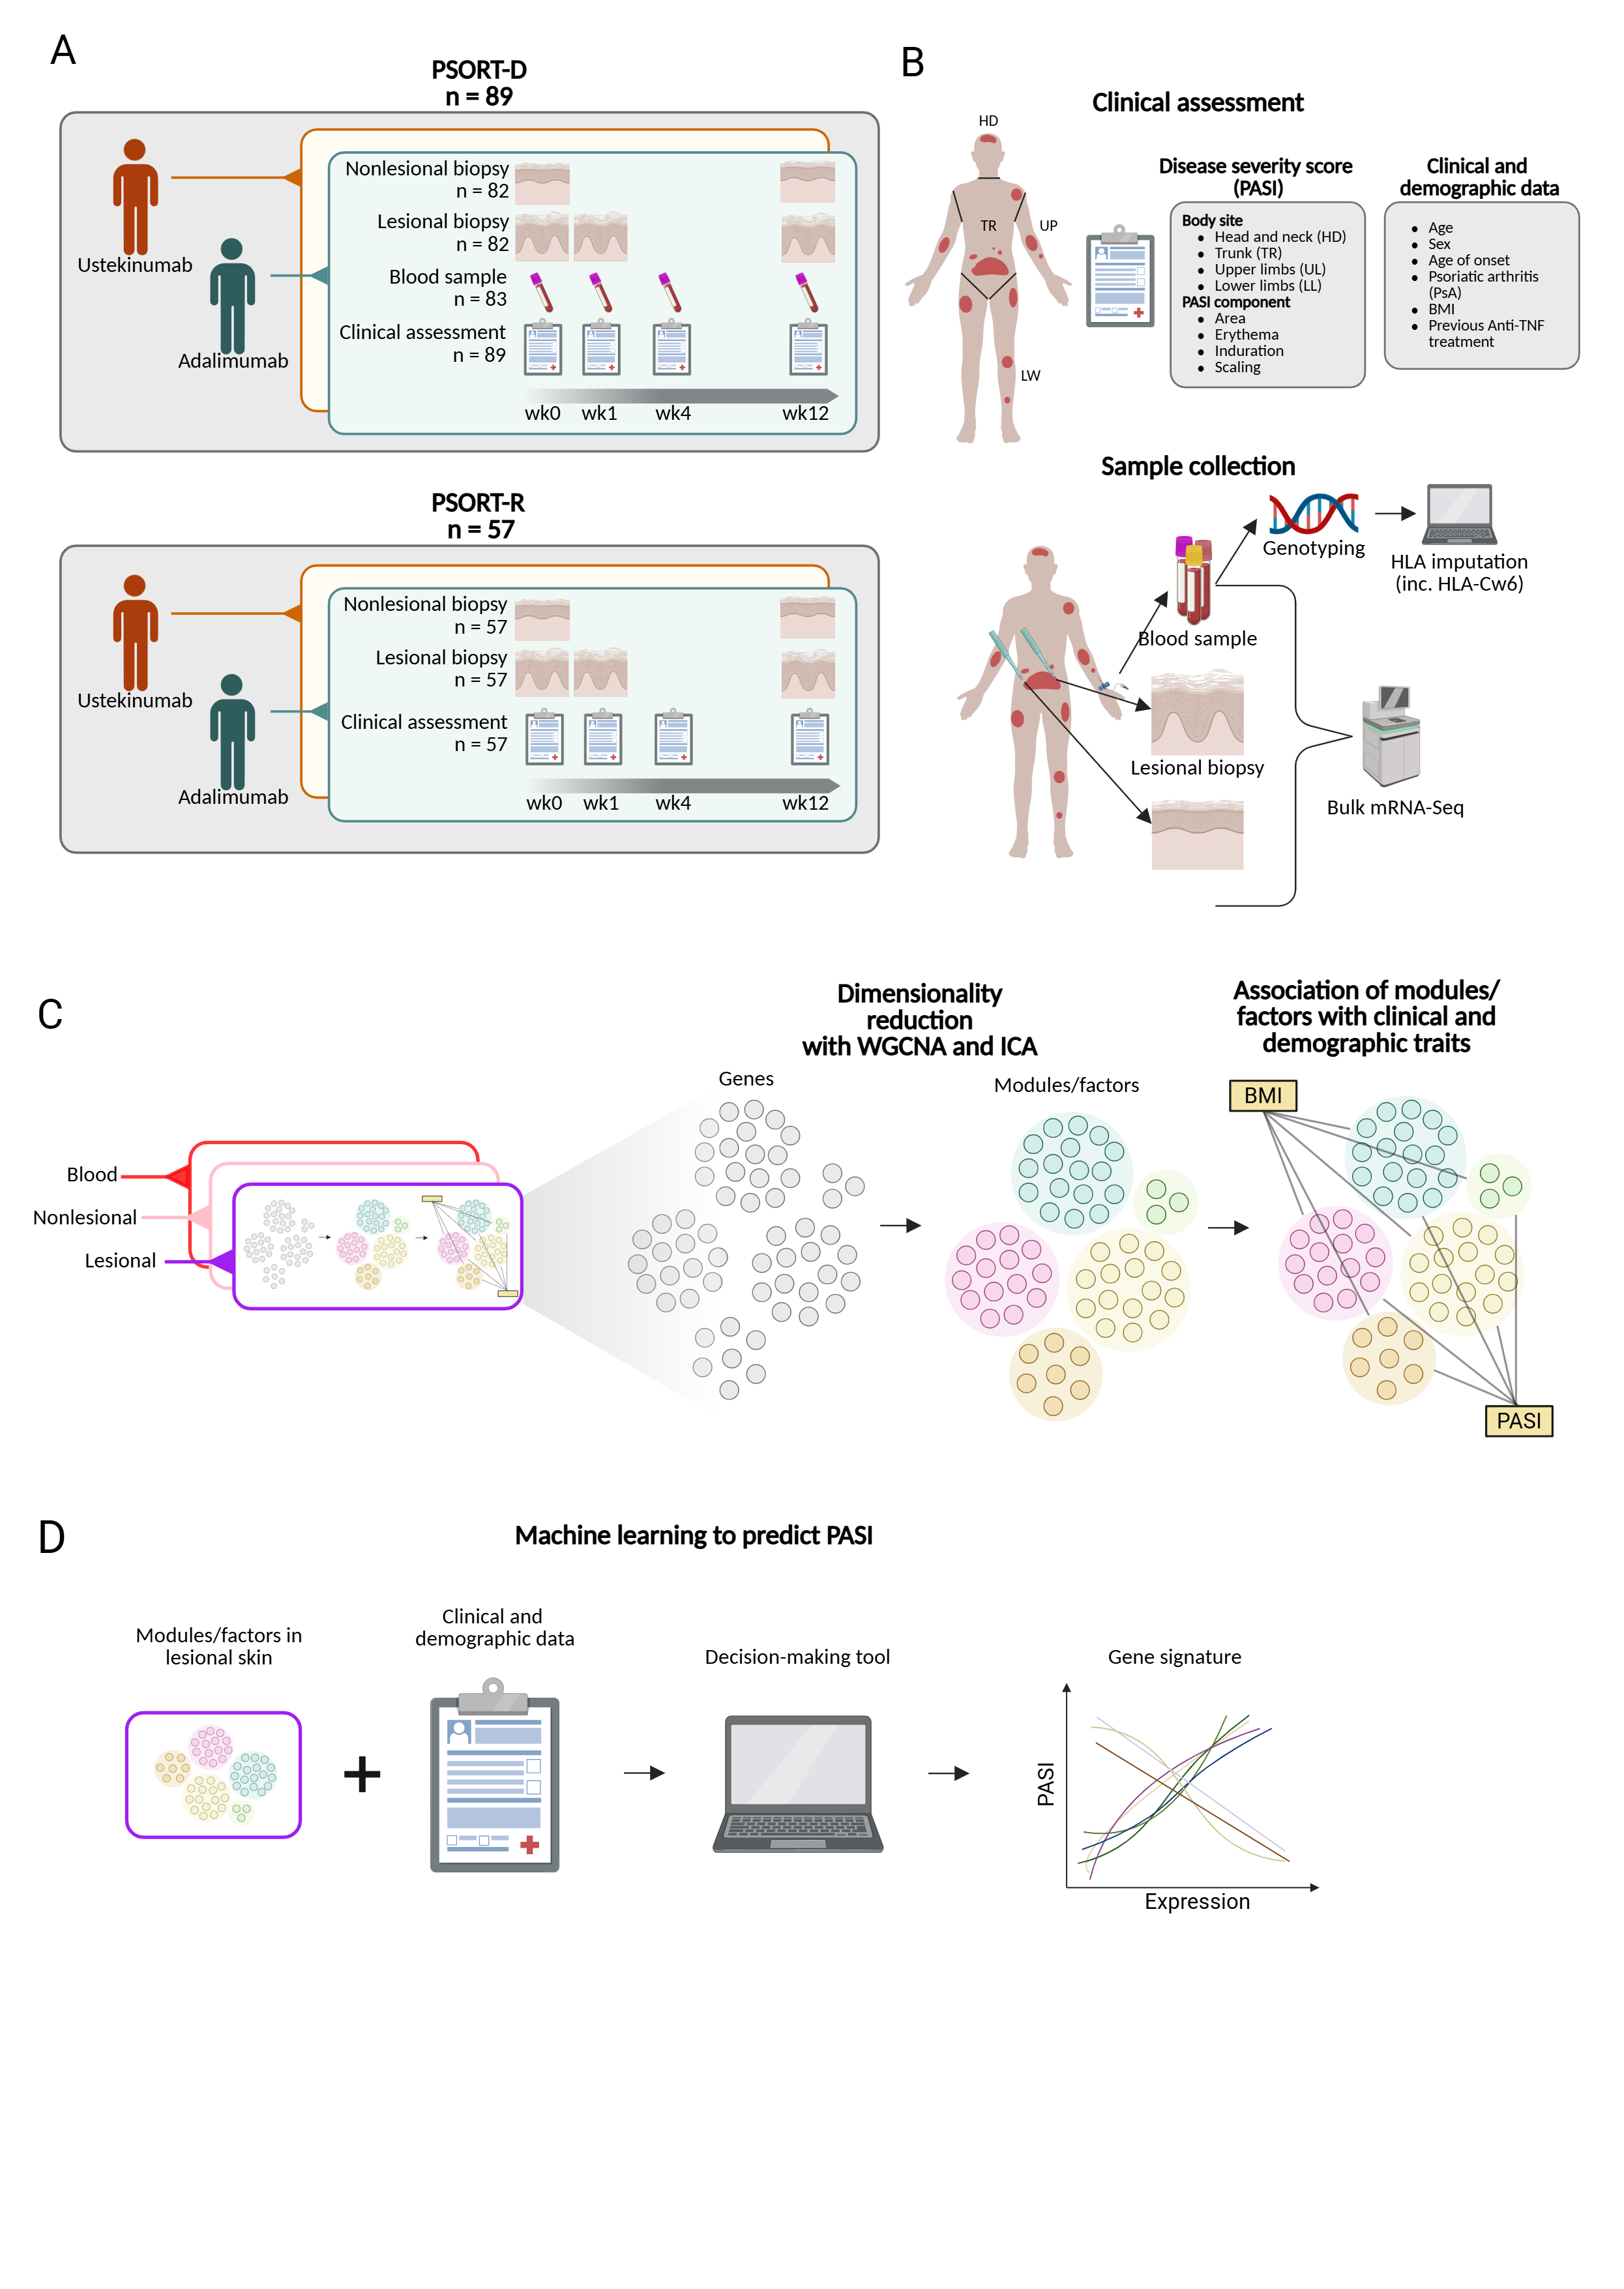 A
PSORT-D
n = 89
Ustekinumab
Adalimumab
Nonlesional biopsy
n = 82
Lesional biopsy
n = 82
Blood sample
n = 83
Clinical assessment
n = 89
wk0 wk1 wk4 wk12
PSORT-R
n = 57
Ustekinumab
Adalimumab
Nonlesional biopsy
n = 57
Lesional biopsy
n = 57
Clinical assessment
n = 57
wk0 wk1 wk4 wk12
B
Clinical assessment
HD
TR
UP
LW
Disease severity score
(PASI)
Body site
• Head and neck (HD)
• Trunk (TR)
• Upper limbs (UL)
• Lower limbs (LL)
PASI component
• Area
• Erythema
• Induration
• Scaling
Clinical and
demographic data
• Age
• Sex
• Age of onset
• Psoriatic arthritis
(PsA)
• BMI
• Previous Anti-TNF
treatment
Sample collection
Genotyping
HLA imputation
(inc. HLA-Cw6)
Blood sample
Lesional biopsy
Bulk mRNA-Seq
C
Dimensionality
reduction
with WGCNA and ICA
Association of modules/
factors with clinical and
demographic traits
Blood
Nonlesional
Lesional
Genes
Modules/factors
BMI
PASI
D
Machine learning to predict PASI
Modules/factors in
lesional skin
Clinical and
demographic data
Decision-making tool
Gene signature
PASI
Expression